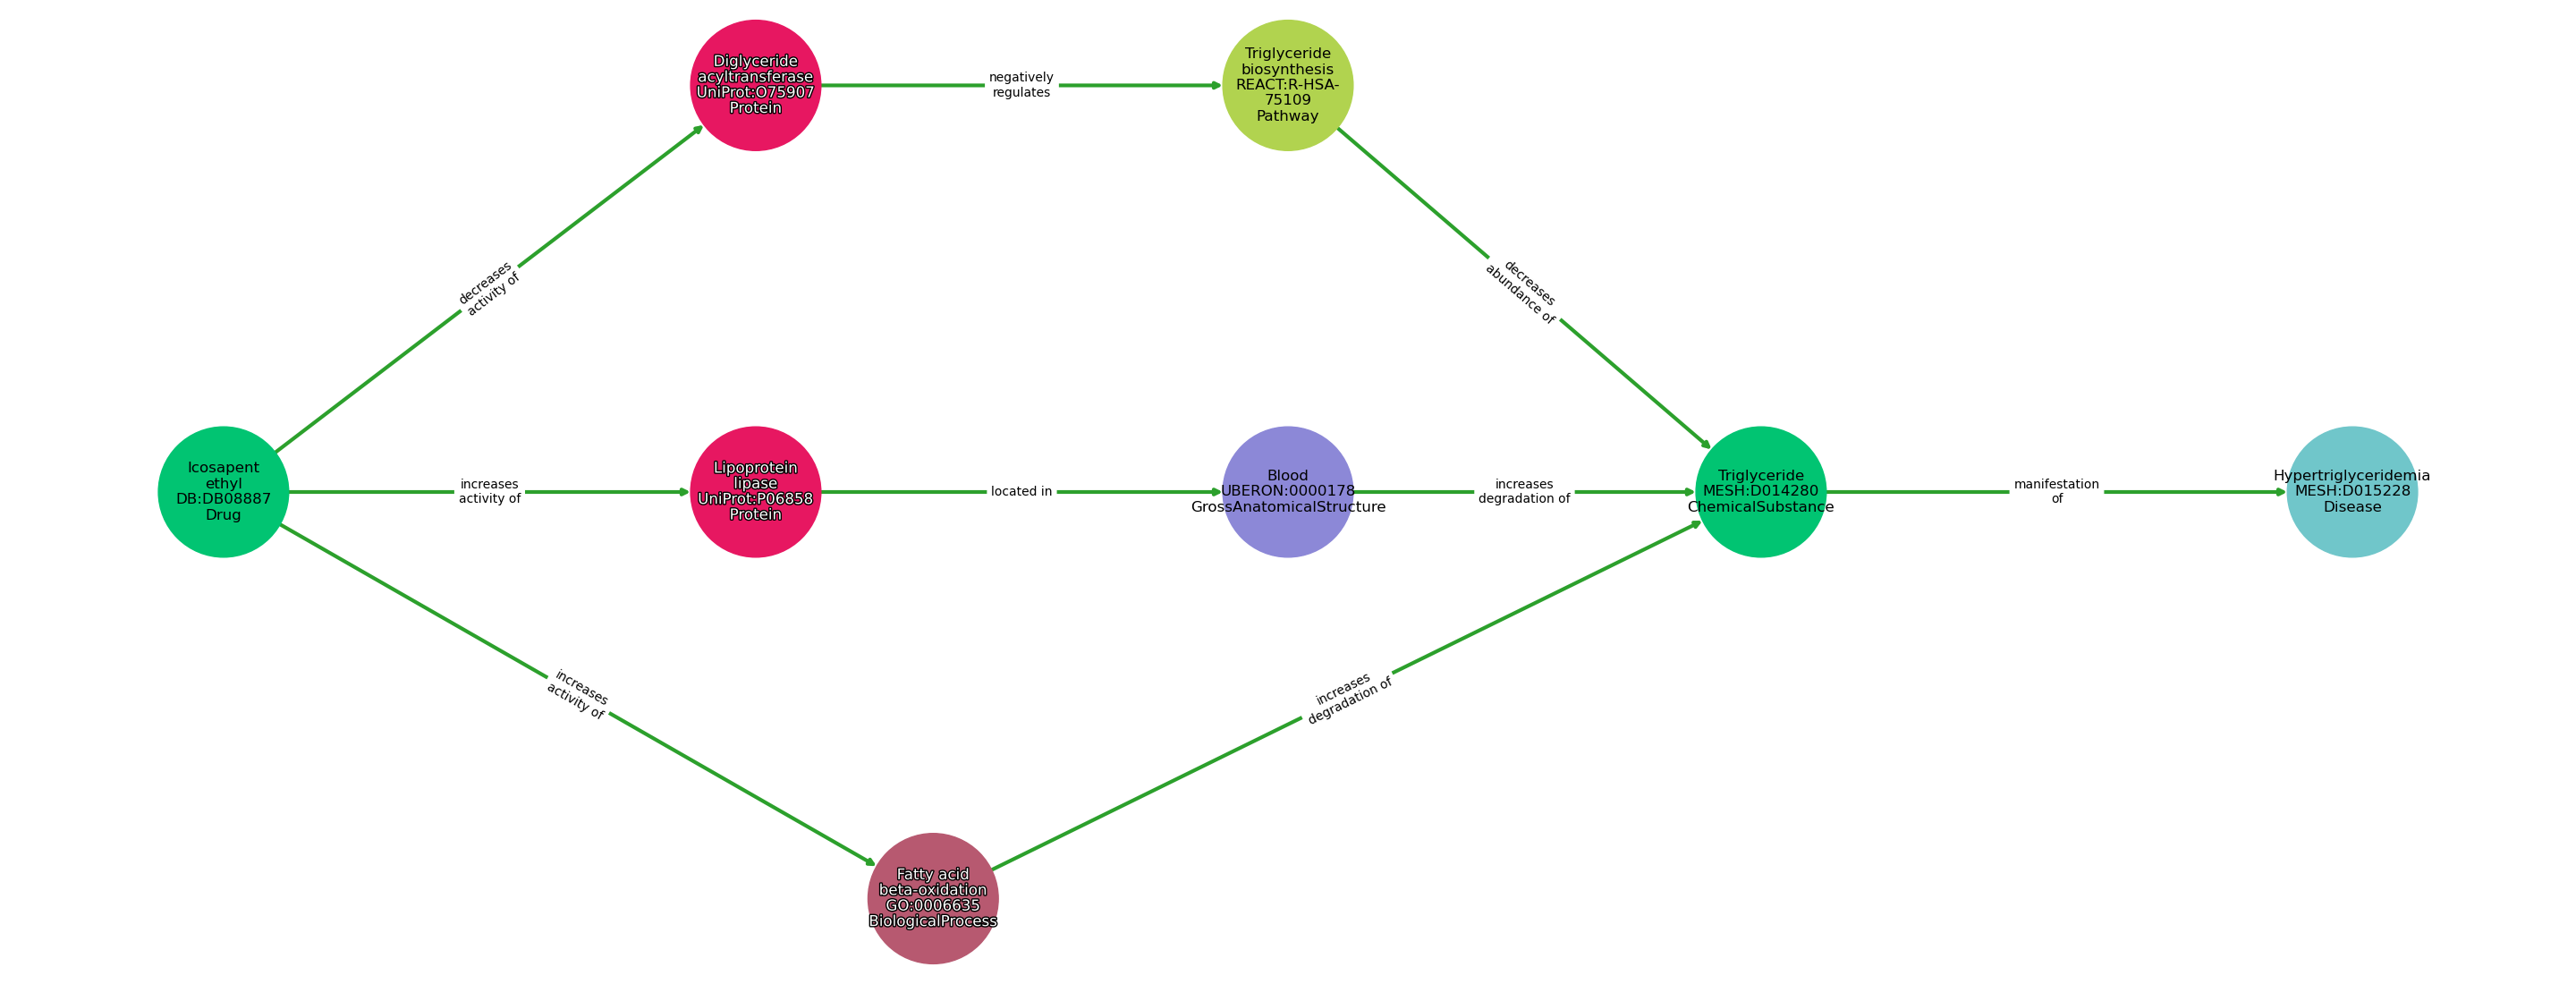 Diglyceride
acyltransferase
UniProt:O75907
Protein
negatively
regulates
Triglyceride
biosynthesis
REACT:R-HSA-
75109
Pathway
decreases
activity of
decreases
abundance of
Icosapent
ethyl
DB:DB08887
Drug
increases
activity of
Lipoprotein
lipase
UniProt:P06858
Protein
located in
Blood
UBERON:0000178
GrossAnatomicalStructure
increases
degradation of
Triglyceride
MESH:D014280
ChemicalSubstance
manifestation
of
Hypertriglyceridemia
MESH:D015228
Disease
increases
activity of
increases
degradation of
Fatty acid
beta-oxidation
GO:0006635
BiologicalProcess